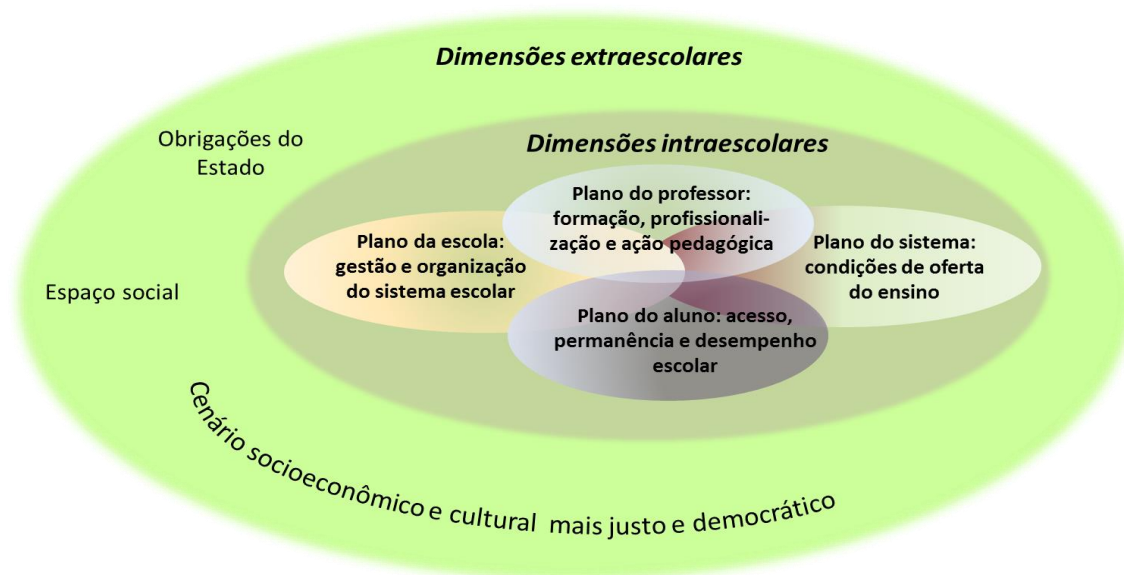 Dimensões extraescolares
Obrigações do
Estado
Dimensões intraescolares
Plano do professor:
formação, profissionali-
zação e ação pedagógica
Plano da escola:
gestão e organização
do sistema escolar
Plano do sistema:
condições de oferta
do ensino
Espaço social
Plano do aluno: acesso,
permanência e desempenho
escolar
Cenário socioeconômico e cultural mais justo e democrático